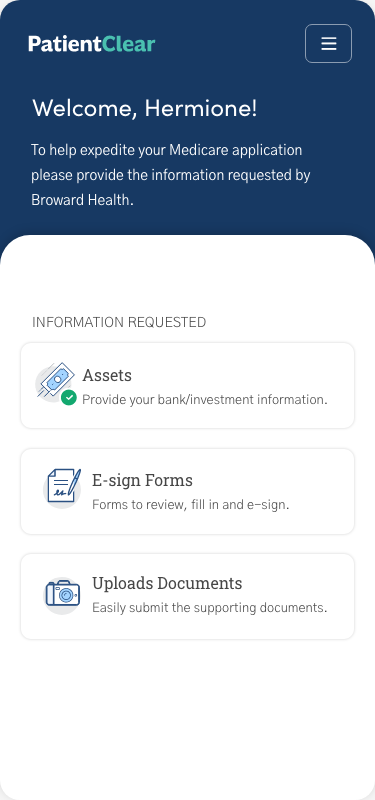 PatientClear
Welcome, Hermione!
To help expedite your Medicare application
please provide the information requested by
Broward Health.
INFORMATION REQUESTED
Assets
Provide your bank/investment information.
E-sign Forms
Forms to review, fill in and e-sign.
Uploads Documents
Easily submit the supporting documents.